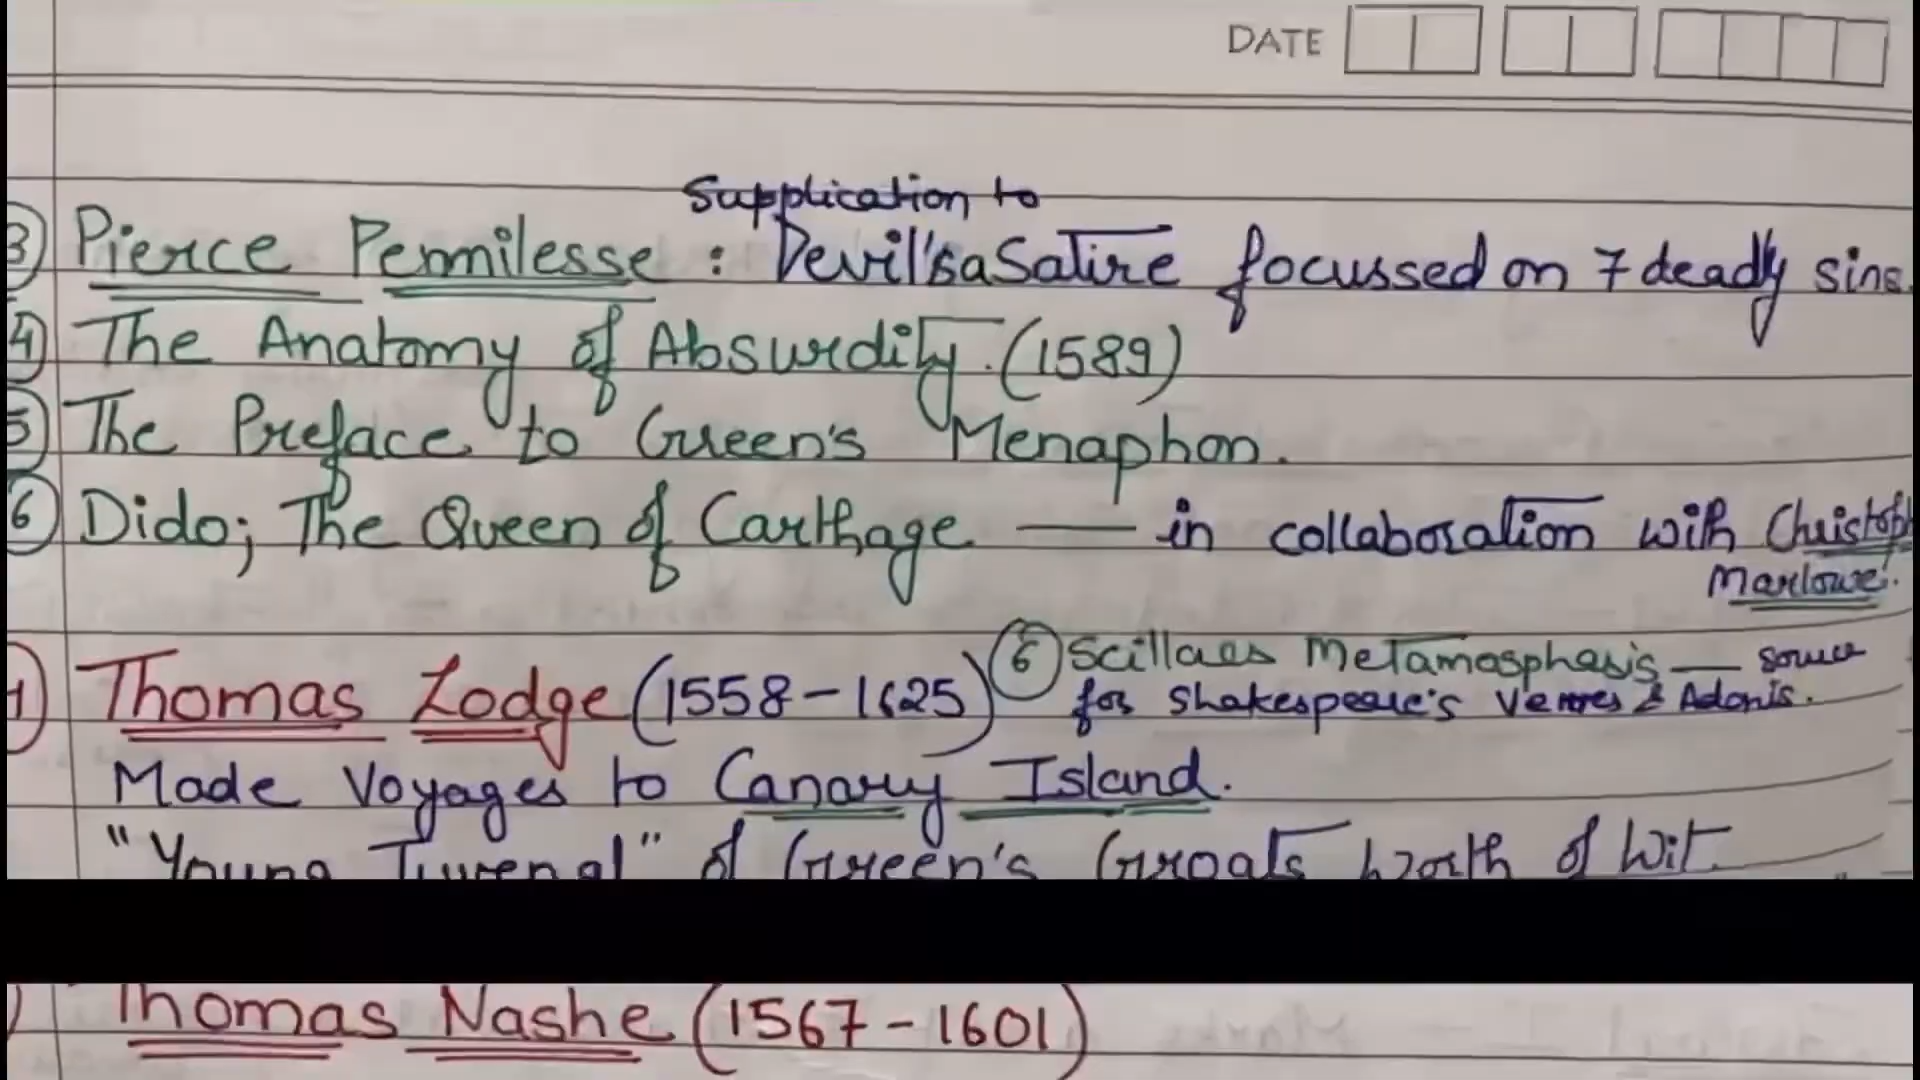 DATE
Supplication to
3 Pierce Pennilesse : Devil's a Satire focussed on 7 deadly sins.
4 The Anatomy of Absurdity. (1589)
5 The Preface to Green's Menaphon.
6 Dido; The Queen of Carthage — in collaboration with Christoph
Marlowe.
1) Thomas Lodge (1558-1625)
6 Scillaes Metamosphasis — source
for Shakespeare's Venres & Adonis.
Made Voyages to Canary Island.
"Young Juvenal" of Green's Groats Worth of Wit.
Thomas Nashe (1567-1601)